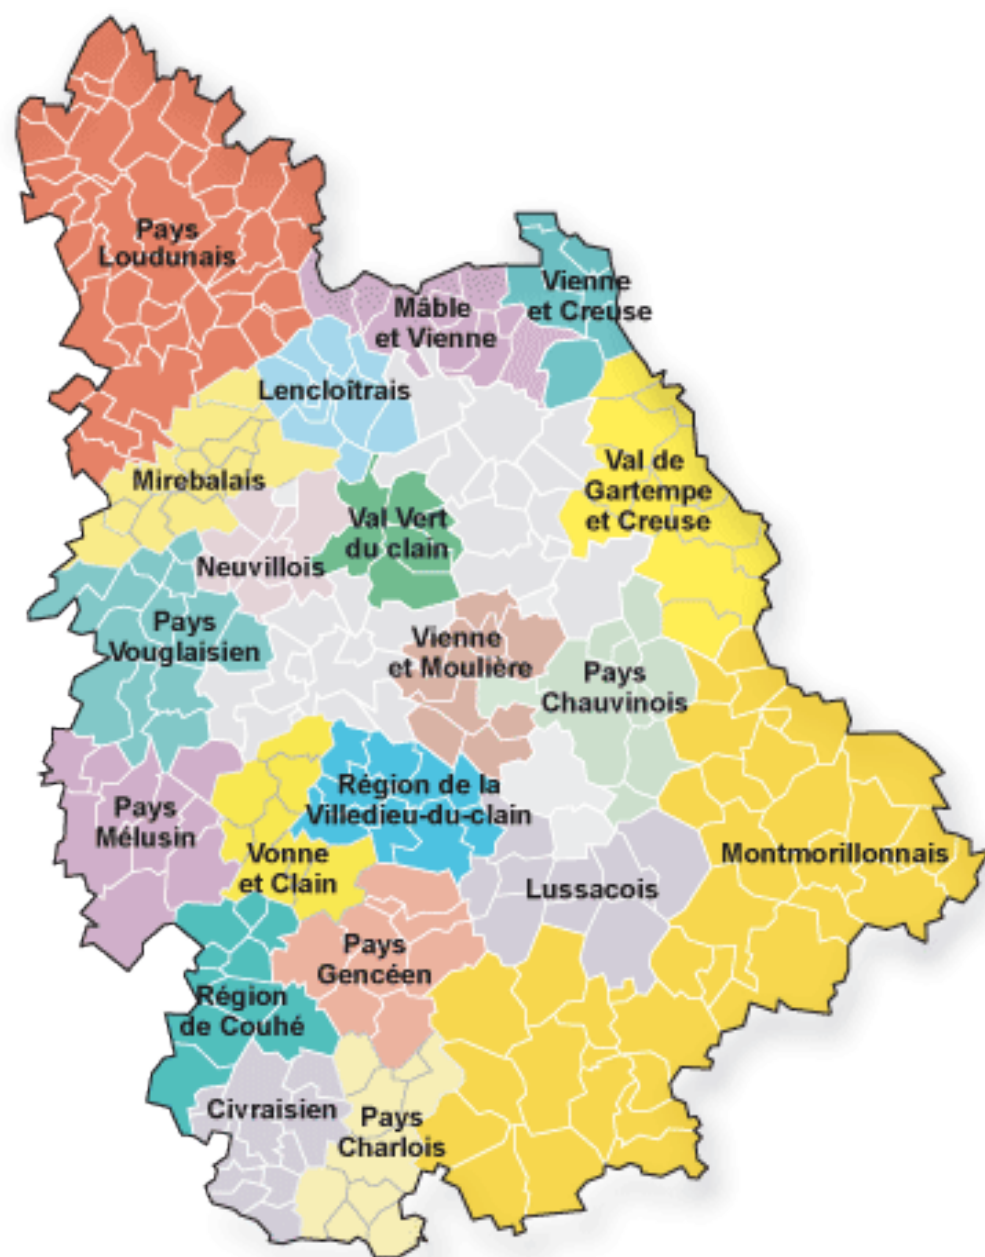 Pays
Loudunais
Vienne
et Creuse
Mâble
et Vienne
Lencloîtrais
Mirebalais
Val de
Gartempe
et Creuse
Val Vert
du clain
Neuvillois
Pays
Vouglaisien
Vienne
et Moulière
Pays
Chauvinois
Région de la
Villedieu-du-clain
Pays
Mélusin
Vonne
et Clain
Montmorillonnais
Lussacois
Pays
Gencéen
Région
de Couhé
Civraisien
Pays
Charlois